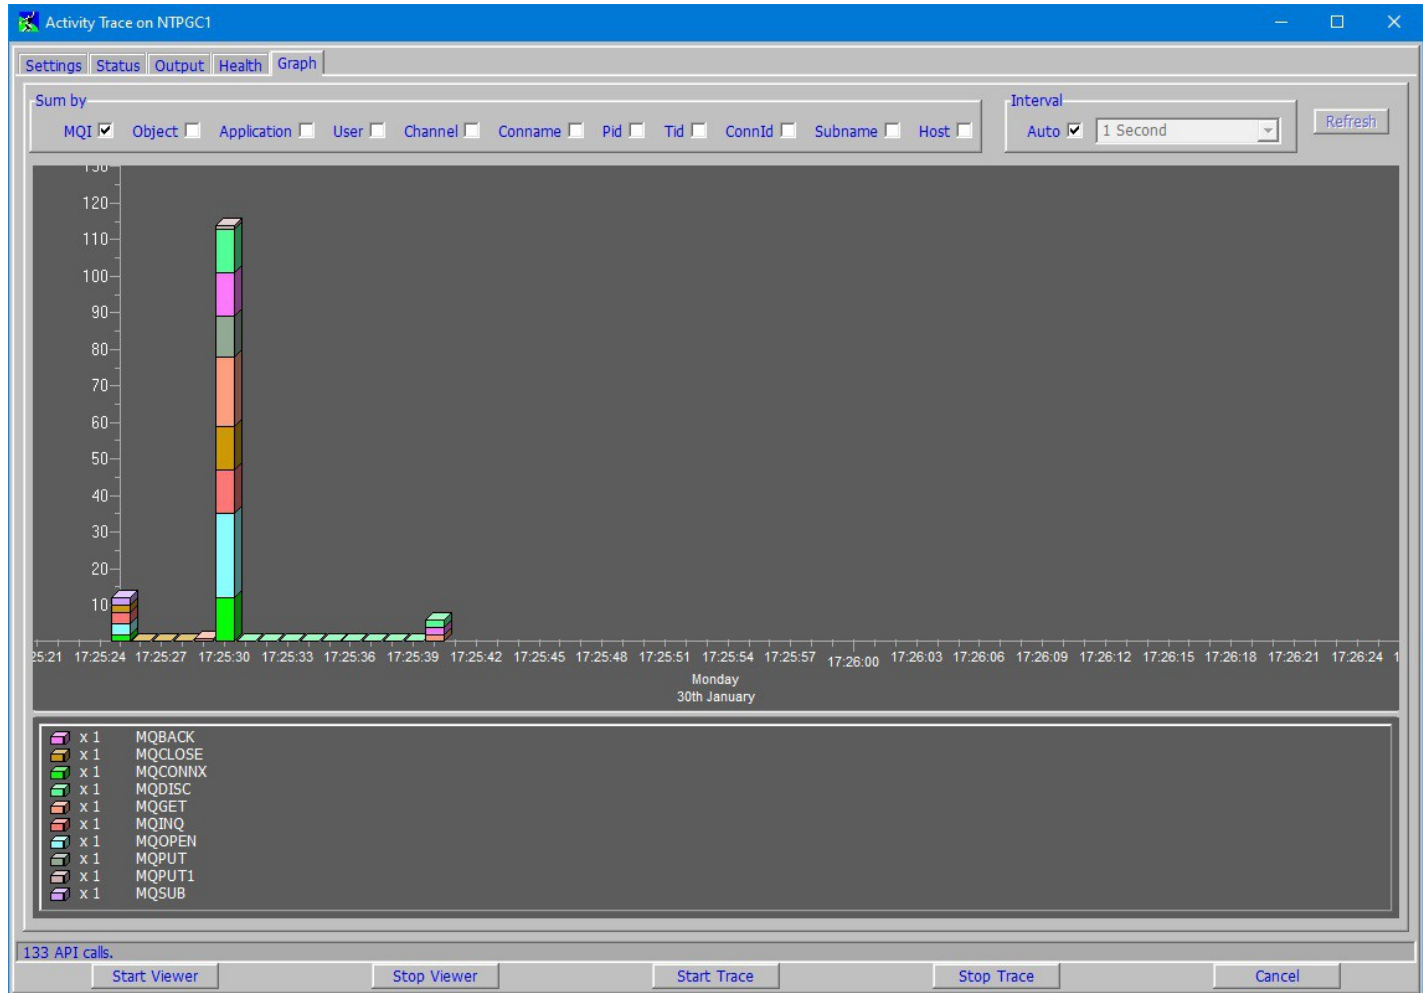 Activity Trace on NTPGC1
Settings Status Output Health Graph
Sum by
Interval
MQI Object Application User Channel Conname Pid Tid ConnId Subname Host
Auto 1 Second
Refresh
130
120
110
100
90
80
70
60
50
40
30
20
10
25:21 17:25:24 17:25:27 17:25:30 17:25:33 17:25:36 17:25:39 17:25:42 17:25:45 17:25:48 17:25:51 17:25:54 17:25:57 17:26:00 17:26:03 17:26:06 17:26:09 17:26:12 17:26:15 17:26:18 17:26:21 17:26:24 1
Monday
30th January
x 1 MQBACK
x 1 MQCLOSE
x 1 MQCONNX
x 1 MQDISC
x 1 MQGET
x 1 MQINQ
x 1 MQOPEN
x 1 MQPUT
x 1 MQPUT1
x 1 MQSUB
133 API calls.
Start Viewer Stop Viewer Start Trace Stop Trace Cancel